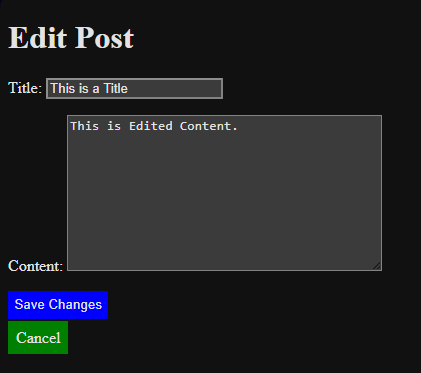 Edit Post
Title: This is a Title
This is Edited Content.
Content:
Save Changes
Cancel